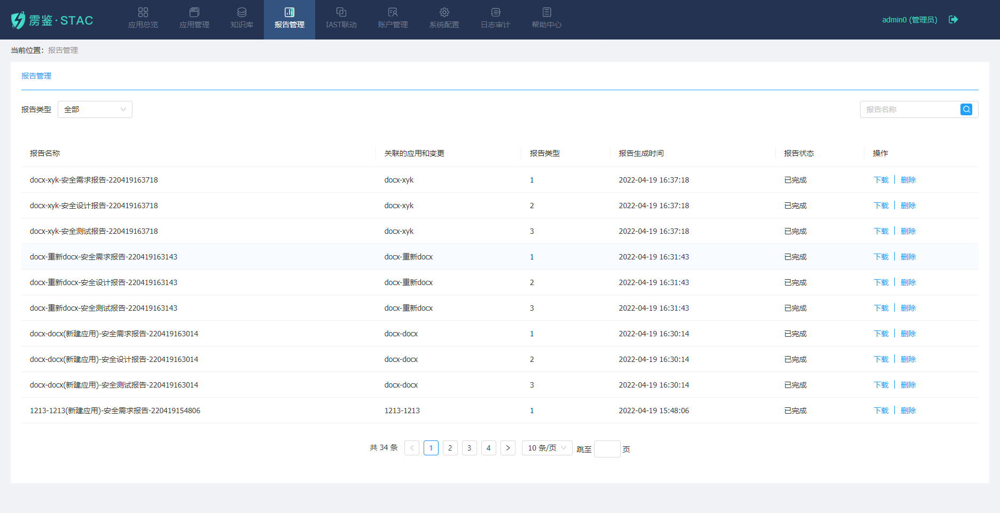 雳鉴·STAC
应用总览 应用管理 知识库 报告管理 IAST联动 账户管理 系统配置 日志审计 帮助中心 admin0 (管理员)
当前位置：报告管理
报告管理
报告类型 全部 报告名称
报告名称 关联的应用和变更 报告类型 报告生成时间 报告状态 操作
docx-xyk-安全需求报告-220419163718 docx-xyk 1 2022-04-19 16:37:18 已完成 下载 删除
docx-xyk-安全设计报告-220419163718 docx-xyk 2 2022-04-19 16:37:18 已完成 下载 删除
docx-xyk-安全测试报告-220419163718 docx-xyk 3 2022-04-19 16:37:18 已完成 下载 删除
docx-重新docx-安全需求报告-220419163143 docx-重新docx 1 2022-04-19 16:31:43 已完成 下载 删除
docx-重新docx-安全设计报告-220419163143 docx-重新docx 2 2022-04-19 16:31:43 已完成 下载 删除
docx-重新docx-安全测试报告-220419163143 docx-重新docx 3 2022-04-19 16:31:43 已完成 下载 删除
docx-docx(新建应用)-安全需求报告-220419163014 docx-docx 1 2022-04-19 16:30:14 已完成 下载 删除
docx-docx(新建应用)-安全设计报告-220419163014 docx-docx 2 2022-04-19 16:30:14 已完成 下载 删除
docx-docx(新建应用)-安全测试报告-220419163014 docx-docx 3 2022-04-19 16:30:14 已完成 下载 删除
1213-1213(新建应用)-安全需求报告-220419154806 1213-1213 1 2022-04-19 15:48:06 已完成 下载 删除
共 34 条 < 1 2 3 4 > 10 条/页 跳至 页